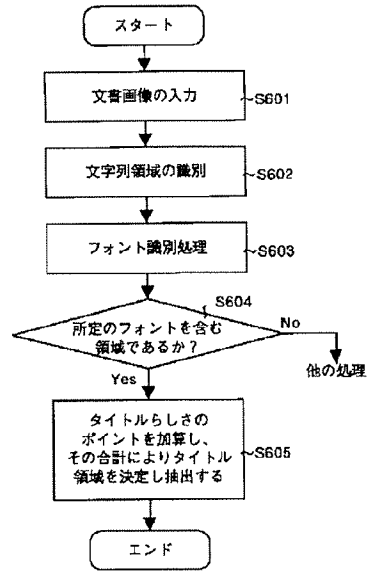 スタート
文書画像の入力
S601
文字列領域の識別
S602
フォント識別処理
S603
S604
所定のフォントを含む
領域であるか？
No
他の処理
Yes
タイトルらしさの
ポイントを加算し、
その合計によりタイトル
領域を決定し抽出する
S605
エンド